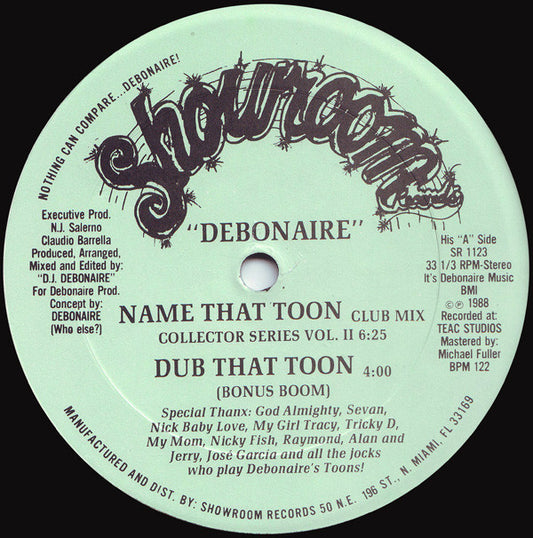 NOTHING CAN COMPARE...DEBONAIRE!
Showroom
Records
"DEBONAIRE"
Executive Prod.
N.J. Salerno
Claudio Barrella
Produced, Arranged,
Mixed and Edited by:
"D.J. DEBONAIRE"
For Debonaire Prod.
Concept by:
DEBONAIRE
(Who else?)
His "A" Side
SR 1123
33 1/3 RPM-Stereo
It's Debonaire Music
BMI
© ℗ 1988
Recorded at:
TEAC STUDIOS
Mastered by:
Michael Fuller
BPM 122
NAME THAT TOON CLUB MIX
COLLECTOR SERIES VOL. II 6:25
DUB THAT TOON 4:00
(BONUS BOOM)
Special Thanx: God Almighty, Sevan,
Nick Baby Love, My Girl Tracy, Tricky D,
My Mom, Nicky Fish, Raymond, Alan and
Jerry, José Garcia and all the jocks
who play Debonaire's Toons!
MANUFACTURED AND DIST. BY: SHOWROOM RECORDS 50 N.E. 196 ST., N. MIAMI, FL 33169